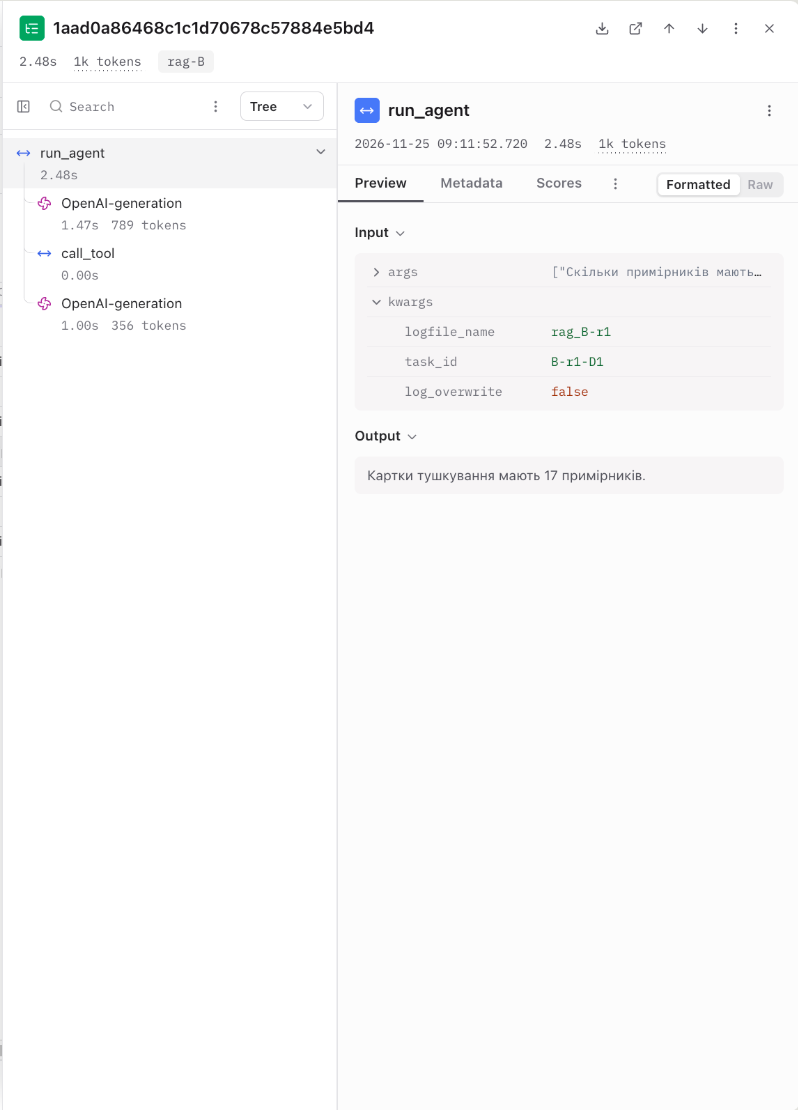 1aad0a86468c1c1d70678c57884e5bd4
2.48s 1k tokens rag-B
Search
Tree
run_agent
2.48s
OpenAI-generation
1.47s 789 tokens
call_tool
0.00s
OpenAI-generation
1.00s 356 tokens
run_agent
2026-11-25 09:11:52.720 2.48s 1k tokens
Preview Metadata Scores Formatted Raw
Input
args ["Скільки примірників мають…
kwargs
logfile_name rag_B-r1
task_id B-r1-D1
log_overwrite false
Output
Картки тушкування мають 17 примірників.